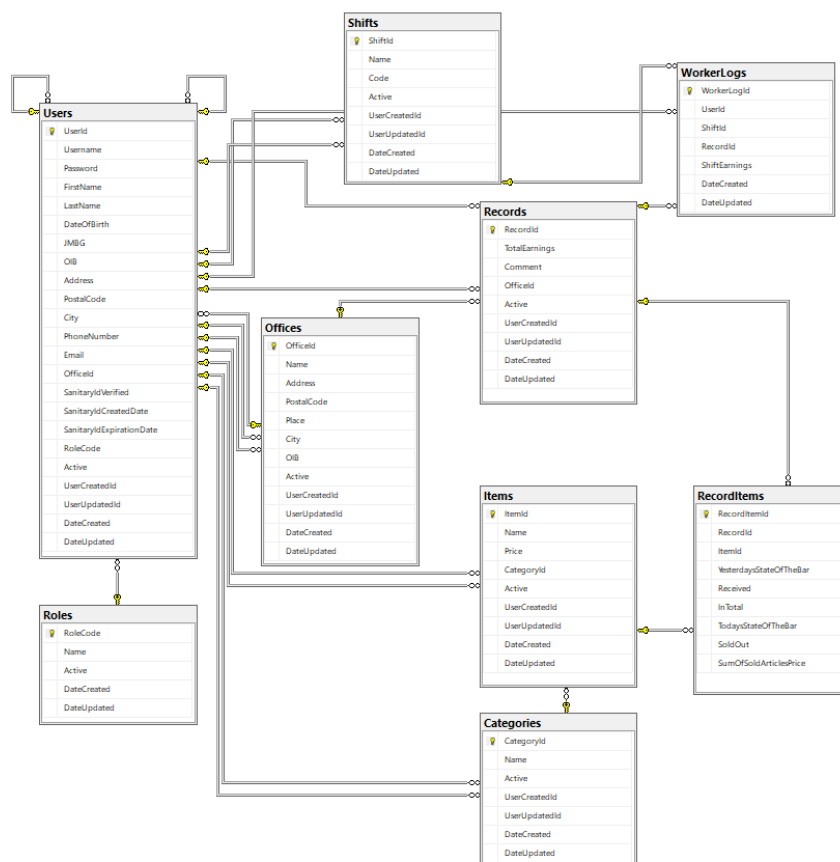 Shifts
ShiftId
Name
Code
Active
UserCreatedId
UserUpdatedId
DateCreated
DateUpdated
WorkerLogs
WorkerLogId
UserId
ShiftId
RecordId
ShiftEarnings
DateCreated
DateUpdated
Users
UserId
Username
Password
FirstName
LastName
DateOfBirth
JMBG
OIB
Address
PostalCode
City
PhoneNumber
Email
OfficeId
SanitaryIdVerified
SanitaryIdCreatedDate
SanitaryIdExpirationDate
RoleCode
Active
UserCreatedId
UserUpdatedId
DateCreated
DateUpdated
Records
RecordId
TotalEarnings
Comment
OfficeId
Active
UserCreatedId
UserUpdatedId
DateCreated
DateUpdated
Offices
OfficeId
Name
Address
PostalCode
Place
City
OIB
Active
UserCreatedId
UserUpdatedId
DateCreated
DateUpdated
Items
ItemId
Name
Price
CategoryId
Active
UserCreatedId
UserUpdatedId
DateCreated
DateUpdated
RecordItems
RecordItemId
RecordId
ItemId
YesterdaysStateOfTheBar
Received
InTotal
TodaysStateOfTheBar
SoldOut
SumOfSoldArticlesPrice
Roles
RoleCode
Name
Active
DateCreated
DateUpdated
Categories
CategoryId
Name
Active
UserCreatedId
UserUpdatedId
DateCreated
DateUpdated